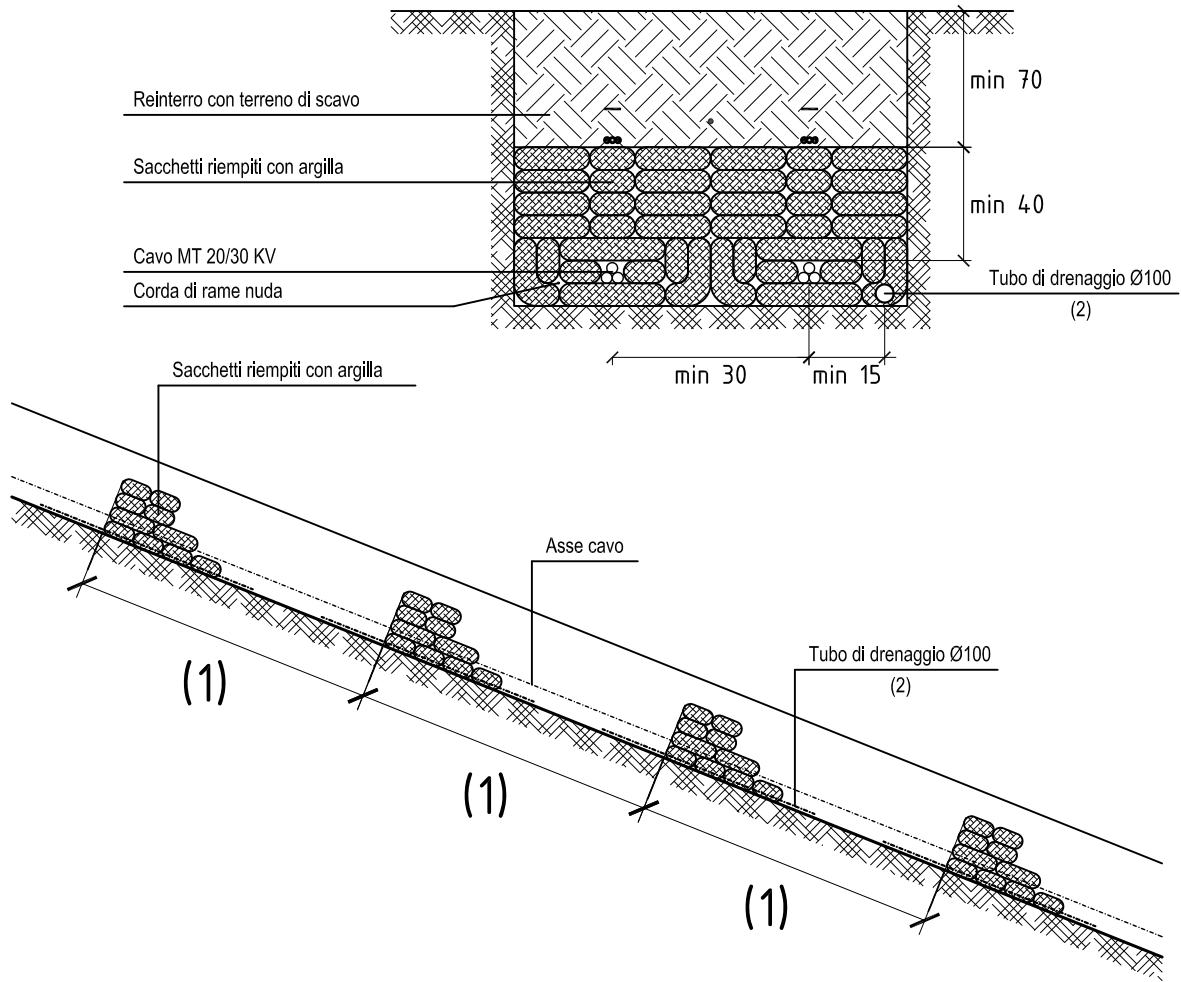 min 70
Reinterro con terreno di scavo
Sacchetti riempiti con argilla
min 40
Cavo MT 20/30 KV
Corda di rame nuda
Tubo di drenaggio Ø100
(2)
min 30
min 15
Sacchetti riempiti con argilla
Asse cavo
Tubo di drenaggio Ø100
(2)
(1)
(1)
(1)